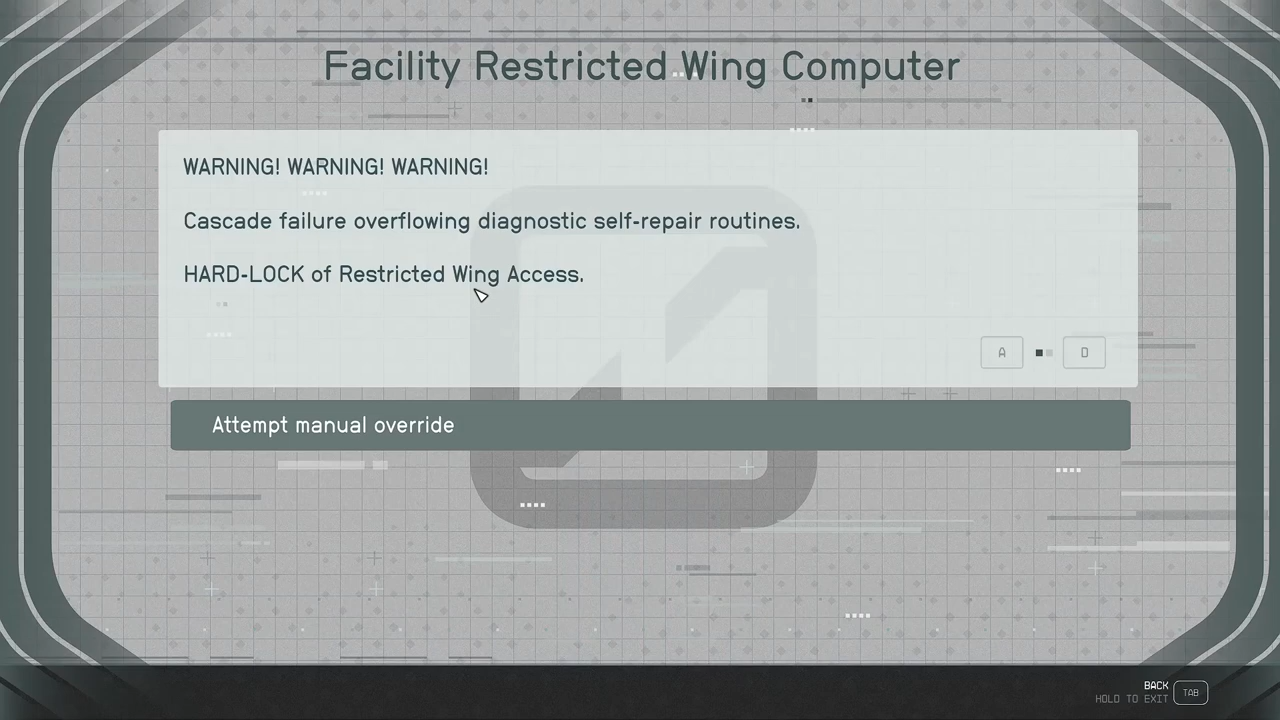 Facility Restricted Wing Computer
WARNING! WARNING! WARNING!
Cascade failure overflowing diagnostic self-repair routines.
HARD-LOCK of Restricted Wing Access.
A D
Attempt manual override
BACK
HOLD TO EXIT TAB